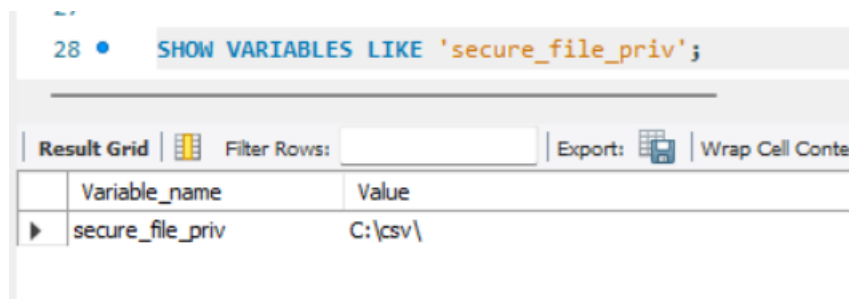 28 SHOW VARIABLES LIKE 'secure_file_priv';
Result Grid Filter Rows: Export: Wrap Cell Conte
Variable_name Value
secure_file_priv C:\csv\